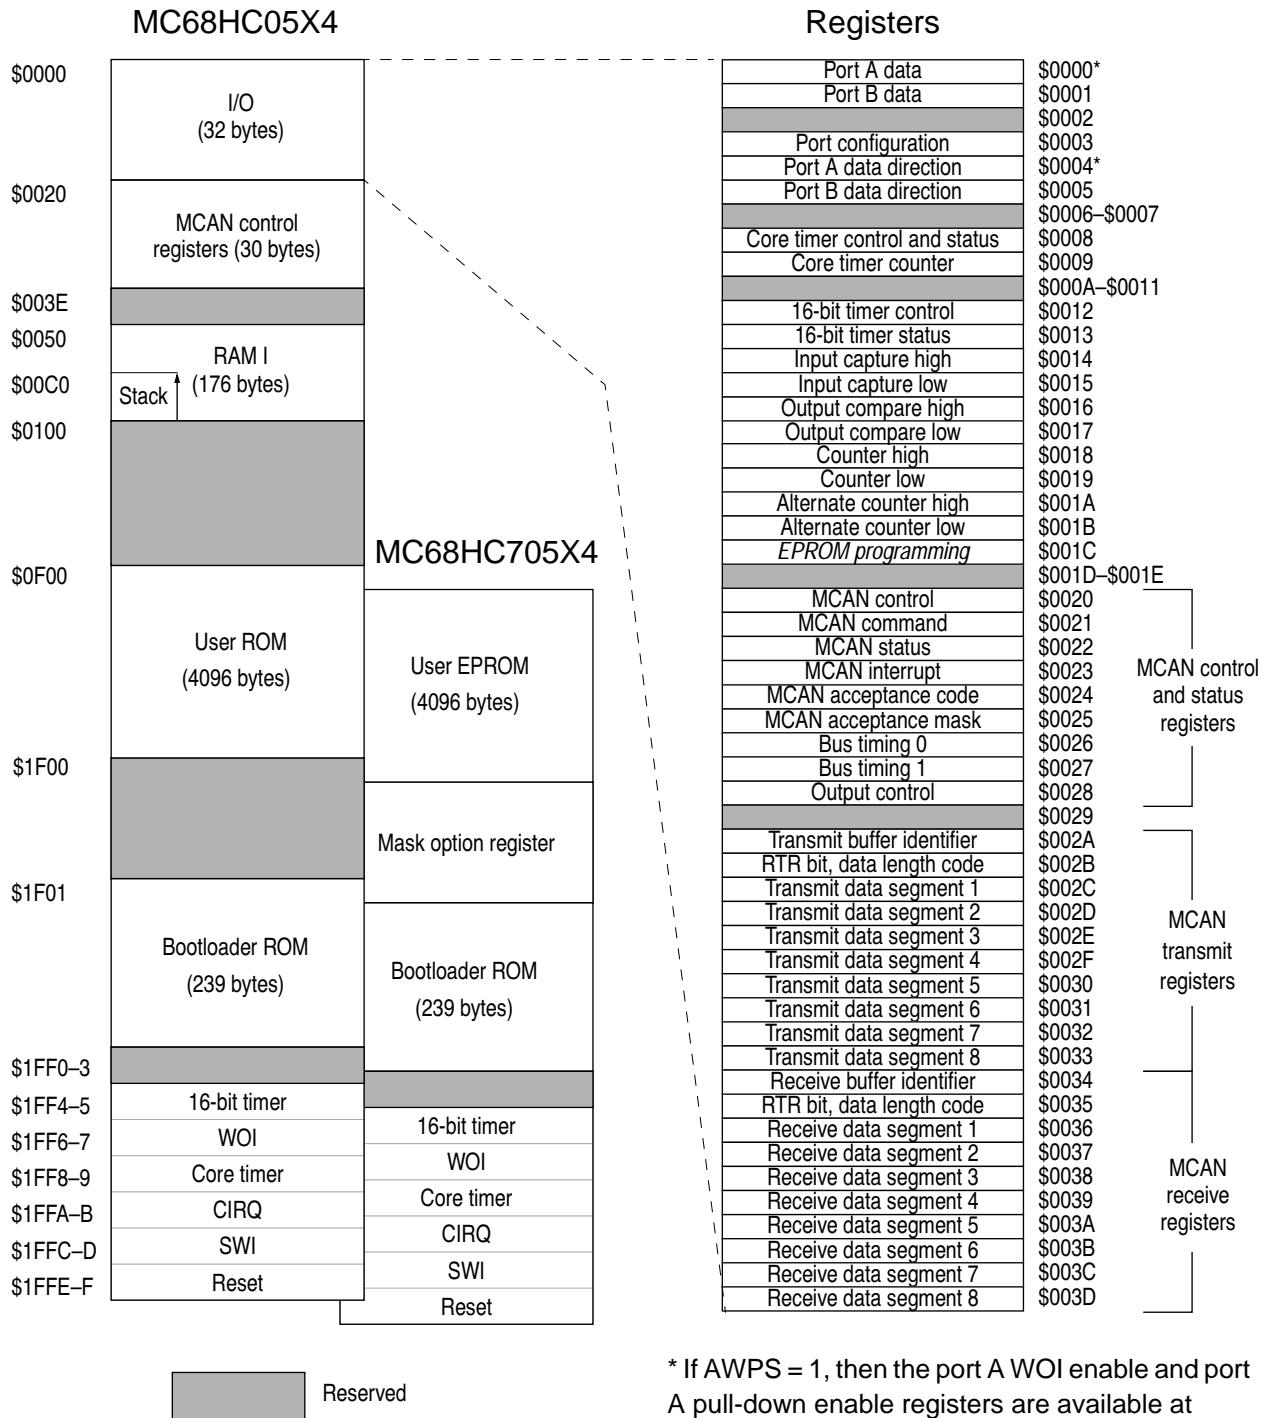 MC68HC05X4
$0000
I/O
(32 bytes)
$0020
MCAN control
registers (30 bytes)
$003E
$0050
RAM I
(176 bytes)
$00C0
Stack
$0100
$0F00
User ROM
(4096 bytes)
$1F00
$1F01
Bootloader ROM
(239 bytes)
$1FF0–3
$1FF4–5
16-bit timer
$1FF6–7
WOI
$1FF8–9
Core timer
$1FFA–B
CIRQ
$1FFC–D
SWI
$1FFE–F
Reset
MC68HC705X4
User EPROM
(4096 bytes)
Mask option register
Bootloader ROM
(239 bytes)
16-bit timer
WOI
Core timer
CIRQ
SWI
Reset
Reserved
Registers
Port A data $0000*
Port B data $0001
$0002
Port configuration $0003
Port A data direction $0004*
Port B data direction $0005
$0006–$0007
Core timer control and status $0008
Core timer counter $0009
$000A–$0011
16-bit timer control $0012
16-bit timer status $0013
Input capture high $0014
Input capture low $0015
Output compare high $0016
Output compare low $0017
Counter high $0018
Counter low $0019
Alternate counter high $001A
Alternate counter low $001B
EPROM programming $001C
$001D–$001E
MCAN control $0020
MCAN command $0021
MCAN status $0022
MCAN interrupt $0023
MCAN acceptance code $0024
MCAN acceptance mask $0025
Bus timing 0 $0026
Bus timing 1 $0027
Output control $0028
$0029
Transmit buffer identifier $002A
RTR bit, data length code $002B
Transmit data segment 1 $002C
Transmit data segment 2 $002D
Transmit data segment 3 $002E
Transmit data segment 4 $002F
Transmit data segment 5 $0030
Transmit data segment 6 $0031
Transmit data segment 7 $0032
Transmit data segment 8 $0033
Receive buffer identifier $0034
RTR bit, data length code $0035
Receive data segment 1 $0036
Receive data segment 2 $0037
Receive data segment 3 $0038
Receive data segment 4 $0039
Receive data segment 5 $003A
Receive data segment 6 $003B
Receive data segment 7 $003C
Receive data segment 8 $003D
MCAN control
and status
registers
MCAN
transmit
registers
MCAN
receive
registers
* If AWPS = 1, then the port A WOI enable and port
A pull-down enable registers are available at